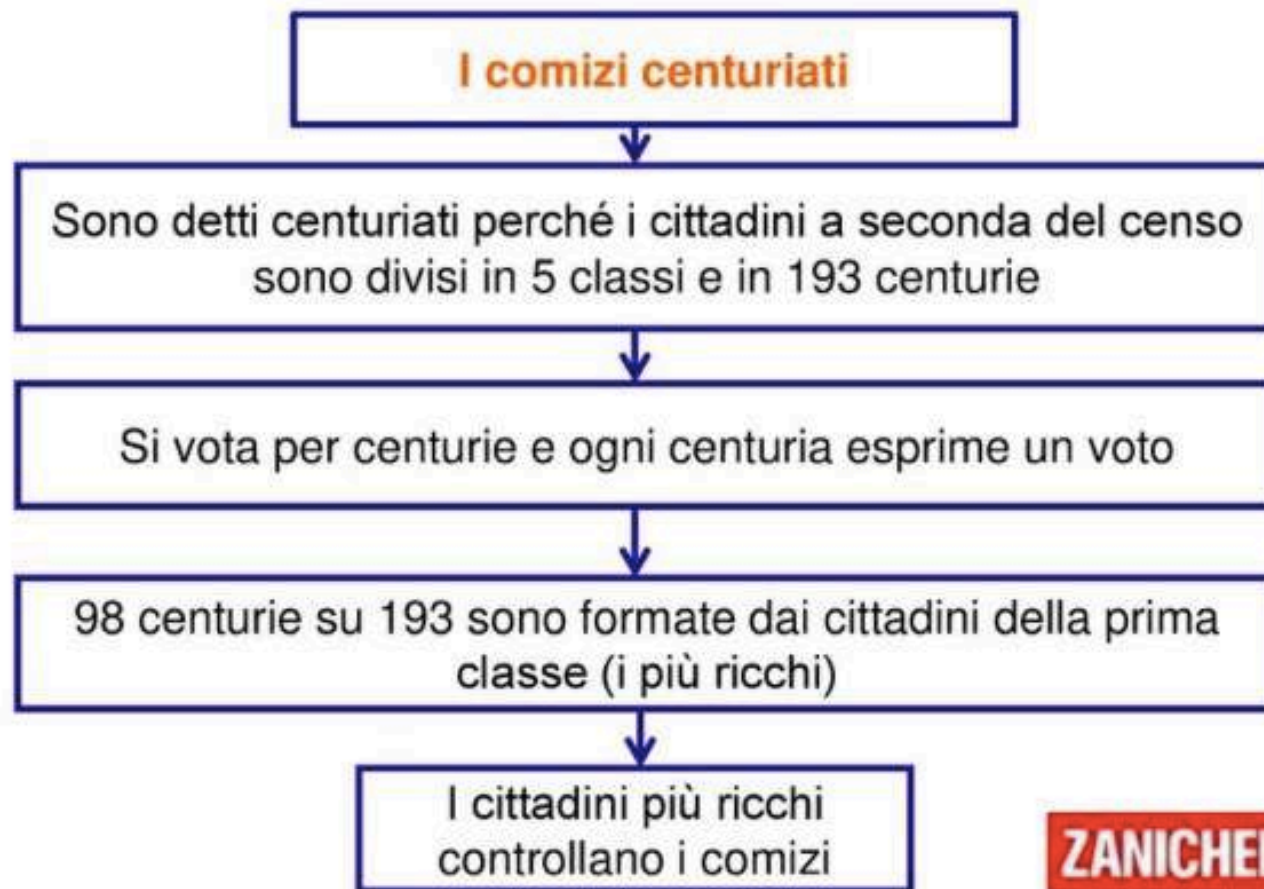 I comizi centuriati
Sono detti centuriati perché i cittadini a seconda del censo
sono divisi in 5 classi e in 193 centurie
Si vota per centurie e ogni centuria esprime un voto
98 centurie su 193 sono formate dai cittadini della prima
classe (i più ricchi)
I cittadini più ricchi
controllano i comizi
ZANICHE